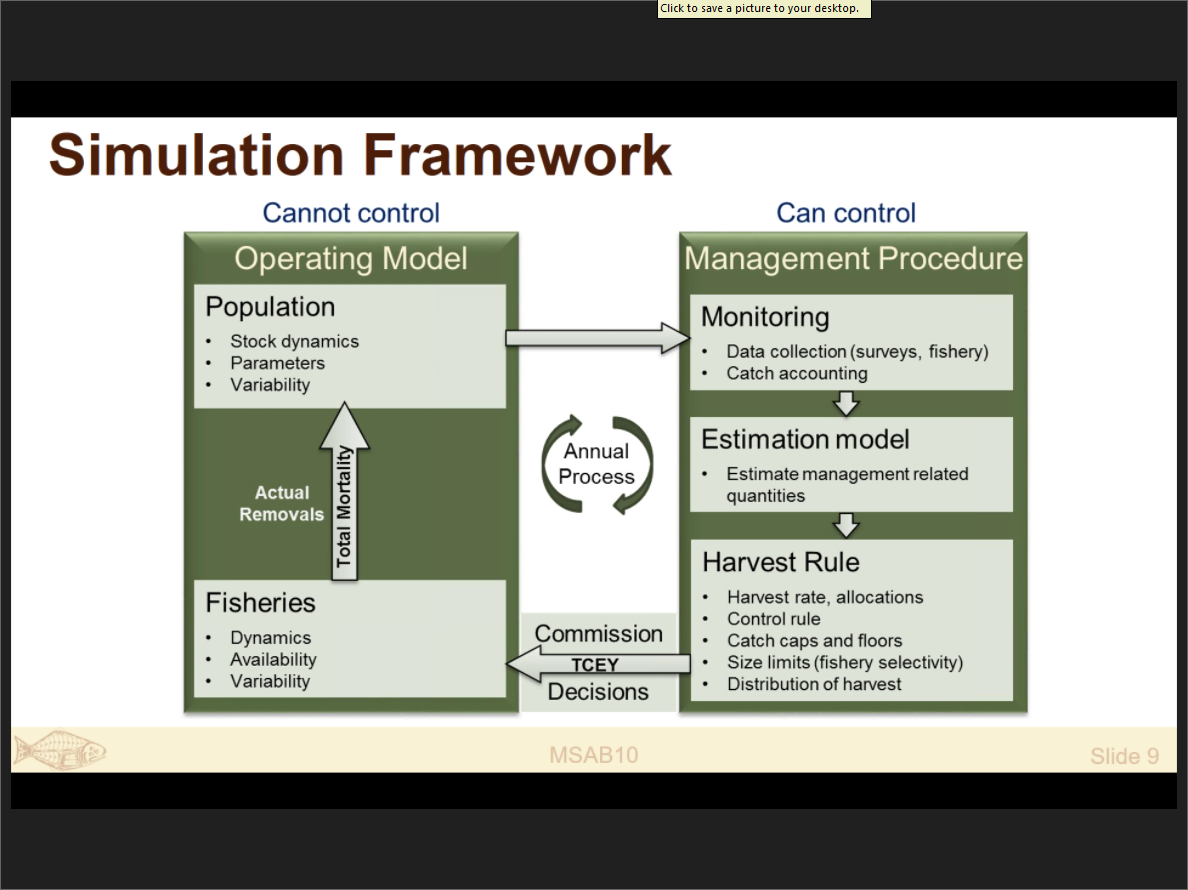 Click to save a picture to your desktop.
Simulation Framework
Cannot control
Can control
Operating Model
Management Procedure
Population
• Stock dynamics
• Parameters
• Variability
Monitoring
• Data collection (surveys, fishery)
• Catch accounting
Annual
Process
Estimation model
• Estimate management related
quantities
Actual
Removals
Total Mortality
Harvest Rule
• Harvest rate, allocations
• Control rule
• Catch caps and floors
• Size limits (fishery selectivity)
• Distribution of harvest
Fisheries
• Dynamics
• Availability
• Variability
Commission
TCEY
Decisions
MSAB10
Slide 9